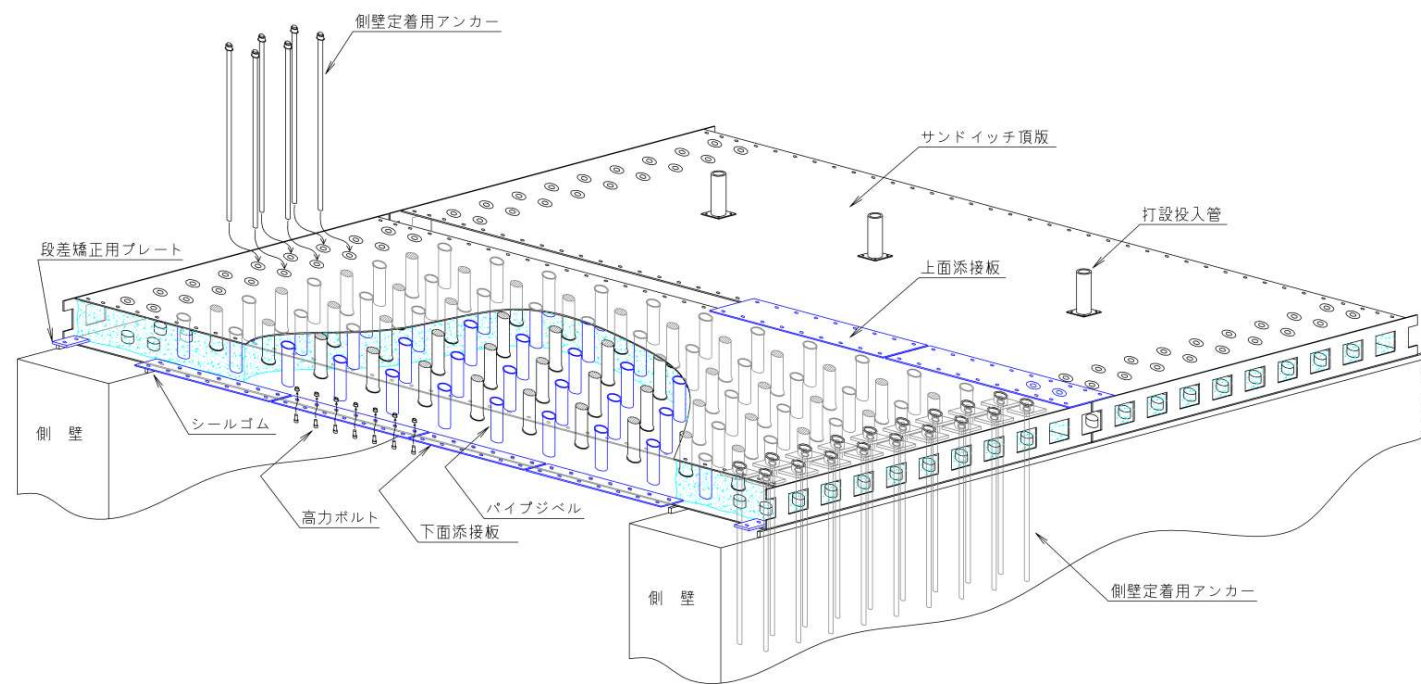 側壁定着用アンカー
サンドイッチ頂版
打設投入管
段差矯正用プレート
上面添接板
シールゴム
側 壁
高力ボルト
パイプジベル
下面添接板
側 壁
側壁定着用アンカー